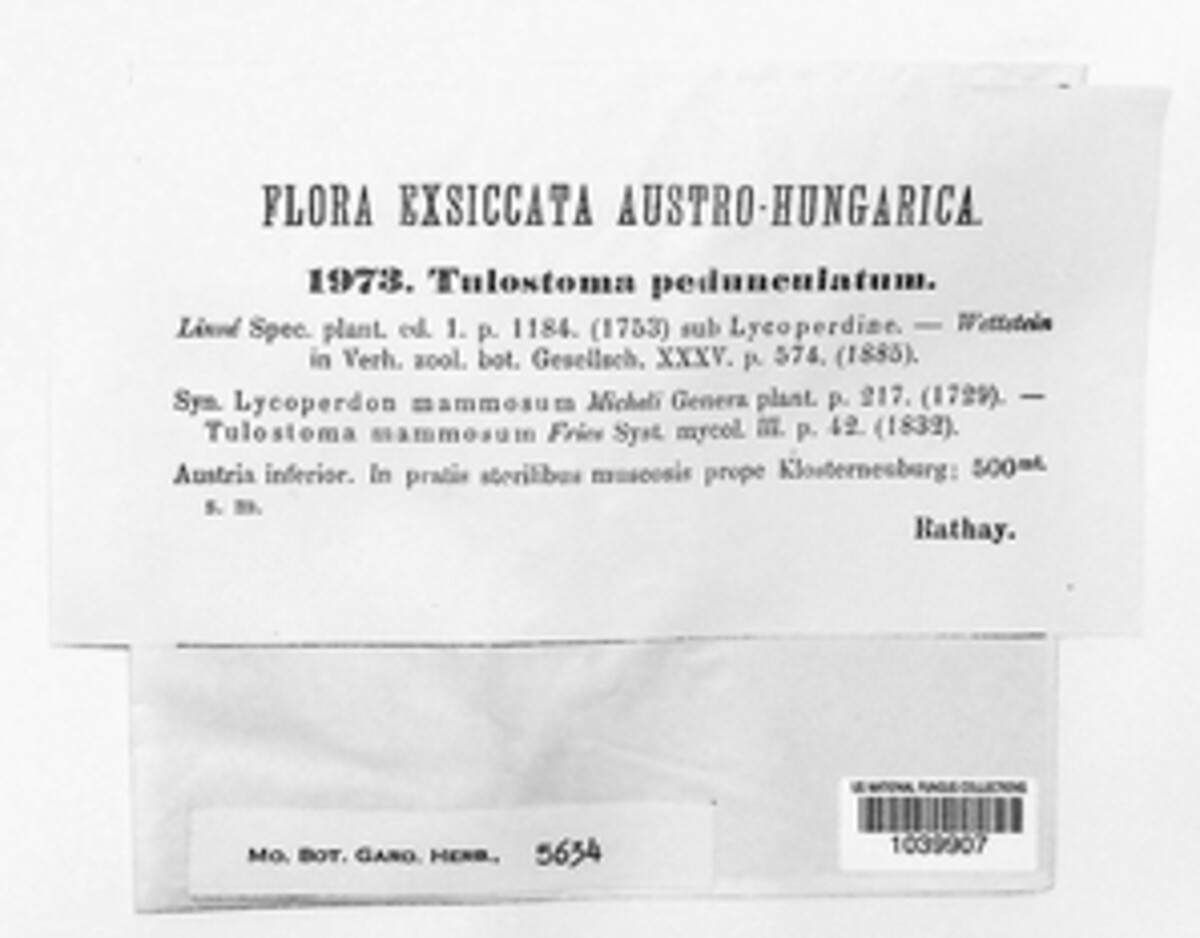 FLORA EXSICCATA AUSTRO-HUNGARICA.
1973. Tulostoma pedunculatum.
Linné Spec. plant. ed. 1. p. 1184. (1753) sub Lycoperdine. — Wettstein
in Verh. zool. bot. Gesellsch. XXXV. p. 574. (1885).
Syn. Lycoperdon mammosum Micheli Genera plant. p. 217. (1729). —
Tulostoma mammosum Fries Syst. mycol. III. p. 42. (1832).
Austria inferior. In pratis sterilibus muscosis prope Klosterneuburg; 500 mt.
s. m.
Rathay.
US NATIONAL FUNGUS COLLECTIONS
1039907
MO. BOT. GARD. HERB., 5634